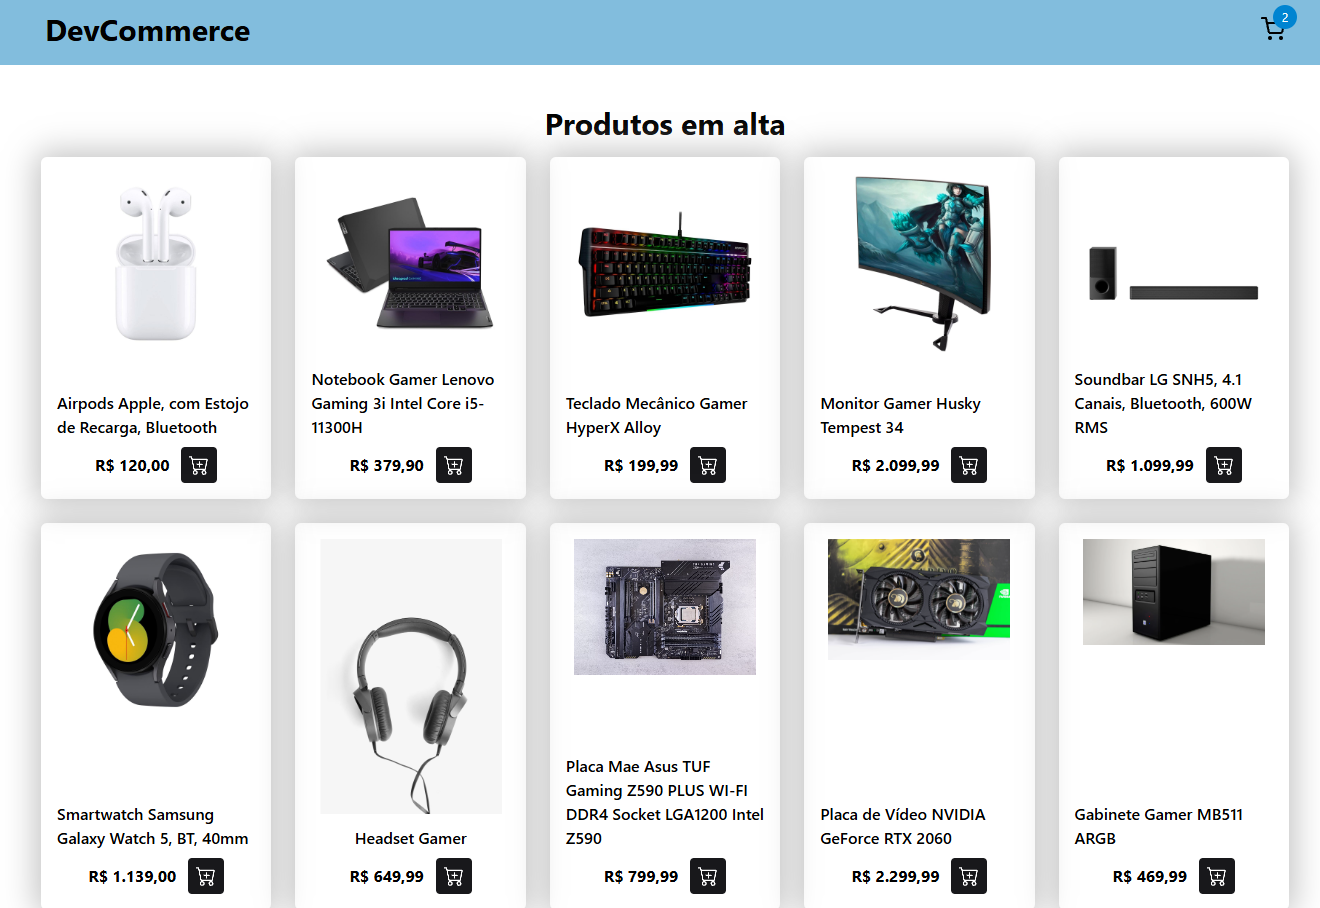 DevCommerce
2
Produtos em alta
Airpods Apple, com Estojo
de Recarga, Bluetooth
R$ 120,00
Notebook Gamer Lenovo
Gaming 3i Intel Core i5-
11300H
R$ 379,90
Teclado Mecânico Gamer
HyperX Alloy
R$ 199,99
Monitor Gamer Husky
Tempest 34
R$ 2.099,99
Soundbar LG SNH5, 4.1
Canais, Bluetooth, 600W
RMS
R$ 1.099,99
Smartwatch Samsung
Galaxy Watch 5, BT, 40mm
R$ 1.139,00
Headset Gamer
R$ 649,99
Placa Mae Asus TUF
Gaming Z590 PLUS WI-FI
DDR4 Socket LGA1200 Intel
Z590
R$ 799,99
Placa de Vídeo NVIDIA
GeForce RTX 2060
R$ 2.299,99
Gabinete Gamer MB511
ARGB
R$ 469,99